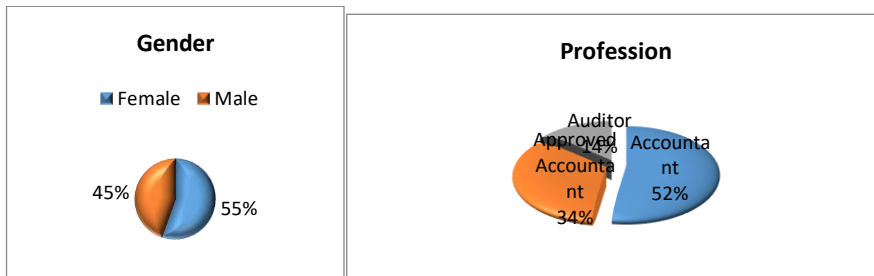 Gender
Female Male
45%
55%
Profession
Auditor
14%
Approved
Accounta
nt
34%
Accounta
nt
52%